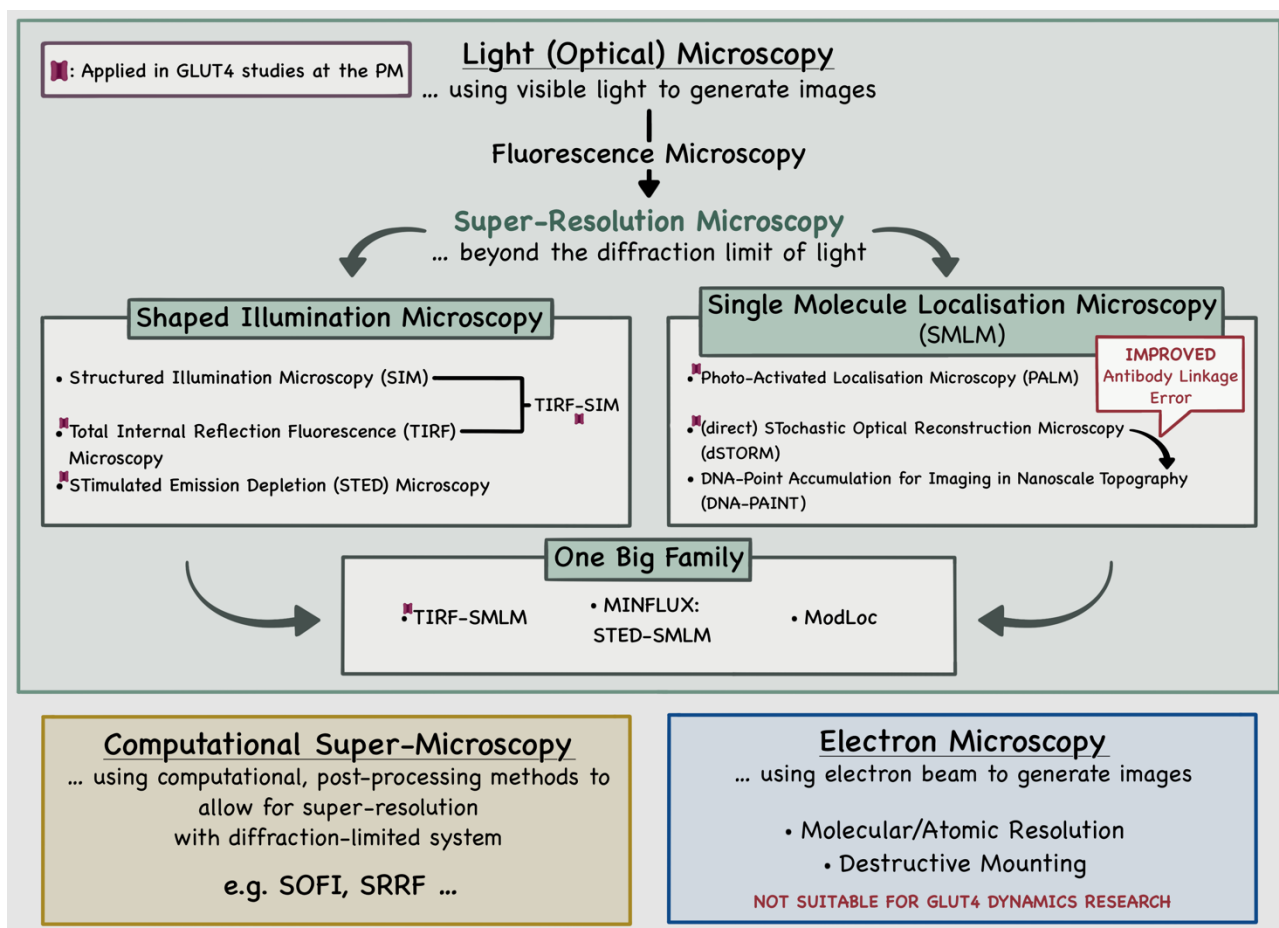 : Applied in GLUT4 studies at the PM
Light (Optical) Microscopy
... using visible light to generate images
Fluorescence Microscopy
Super-Resolution Microscopy
... beyond the diffraction limit of light
Shaped Illumination Microscopy
• Structured Illumination Microscopy (SIM)
TIRF-SIM
• Total Internal Reflection Fluorescence (TIRF)
Microscopy
• STimulated Emission Depletion (STED) Microscopy
Single Molecule Localisation Microscopy
(SMLM)
IMPROVED
Antibody Linkage
Error
• Photo-Activated Localisation Microscopy (PALM)
• (direct) STochastic Optical Reconstruction Microscopy
(dSTORM)
• DNA-Point Accumulation for Imaging in Nanoscale Topography
(DNA-PAINT)
One Big Family
• TIRF-SMLM
• MINFLUX:
STED-SMLM
• ModLoc
Computational Super-Microscopy
... using computational, post-processing methods to
allow for super-resolution
with diffraction-limited system
e.g. SOFI, SRRF ...
Electron Microscopy
... using electron beam to generate images
• Molecular/Atomic Resolution
• Destructive Mounting
NOT SUITABLE FOR GLUT4 DYNAMICS RESEARCH